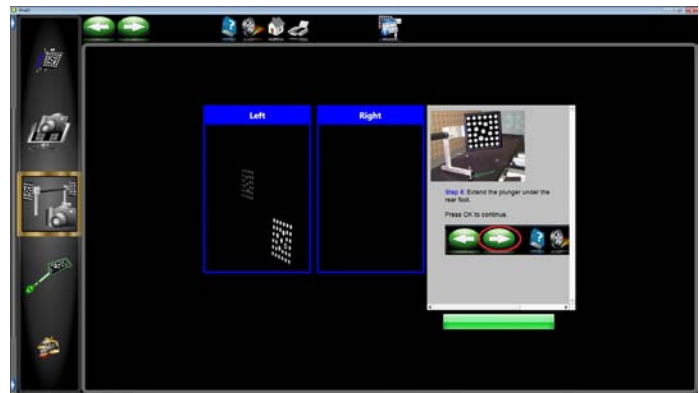 Left
Right
Step 8: Extend the plunger under the
rear foot.
Press OK to continue.